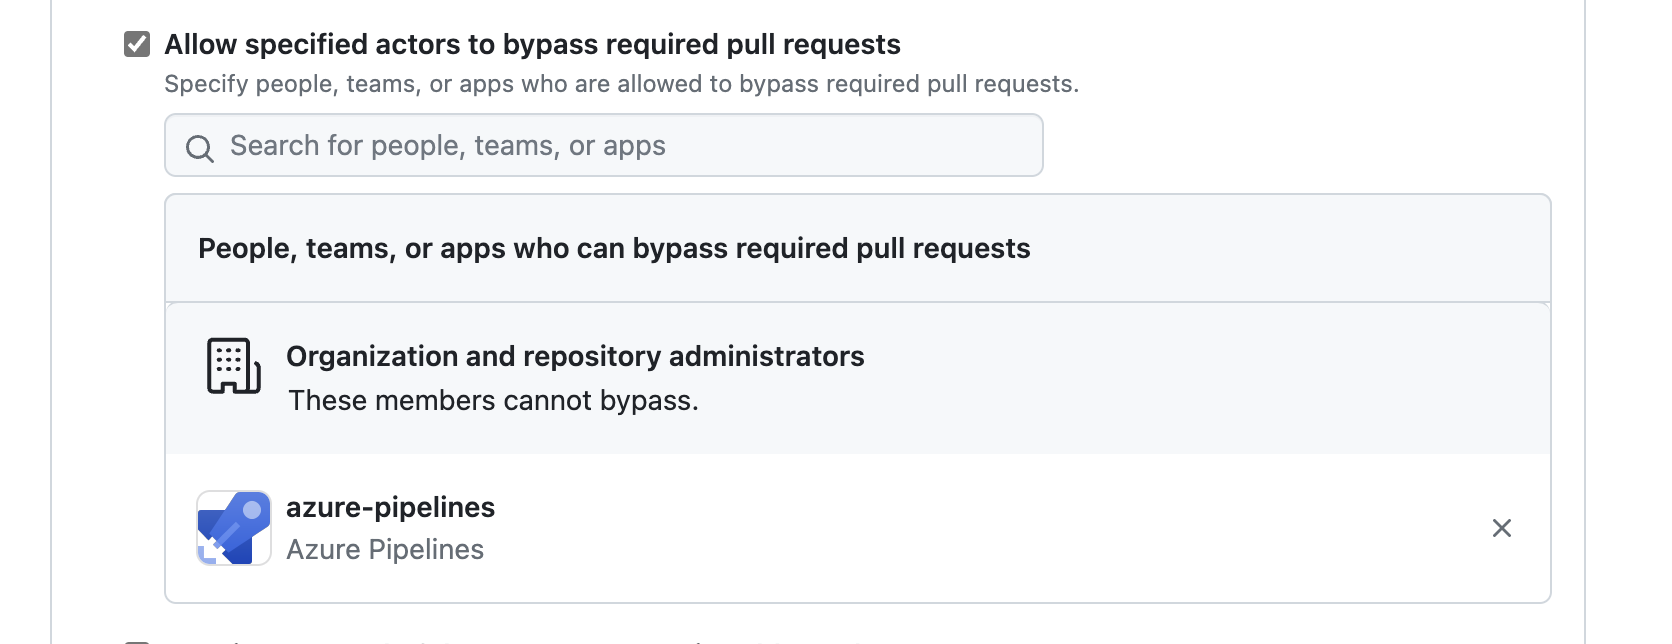 Allow specified actors to bypass required pull requests
Specify people, teams, or apps who are allowed to bypass required pull requests.
Search for people, teams, or apps
People, teams, or apps who can bypass required pull requests
Organization and repository administrators
These members cannot bypass.
azure-pipelines
Azure Pipelines